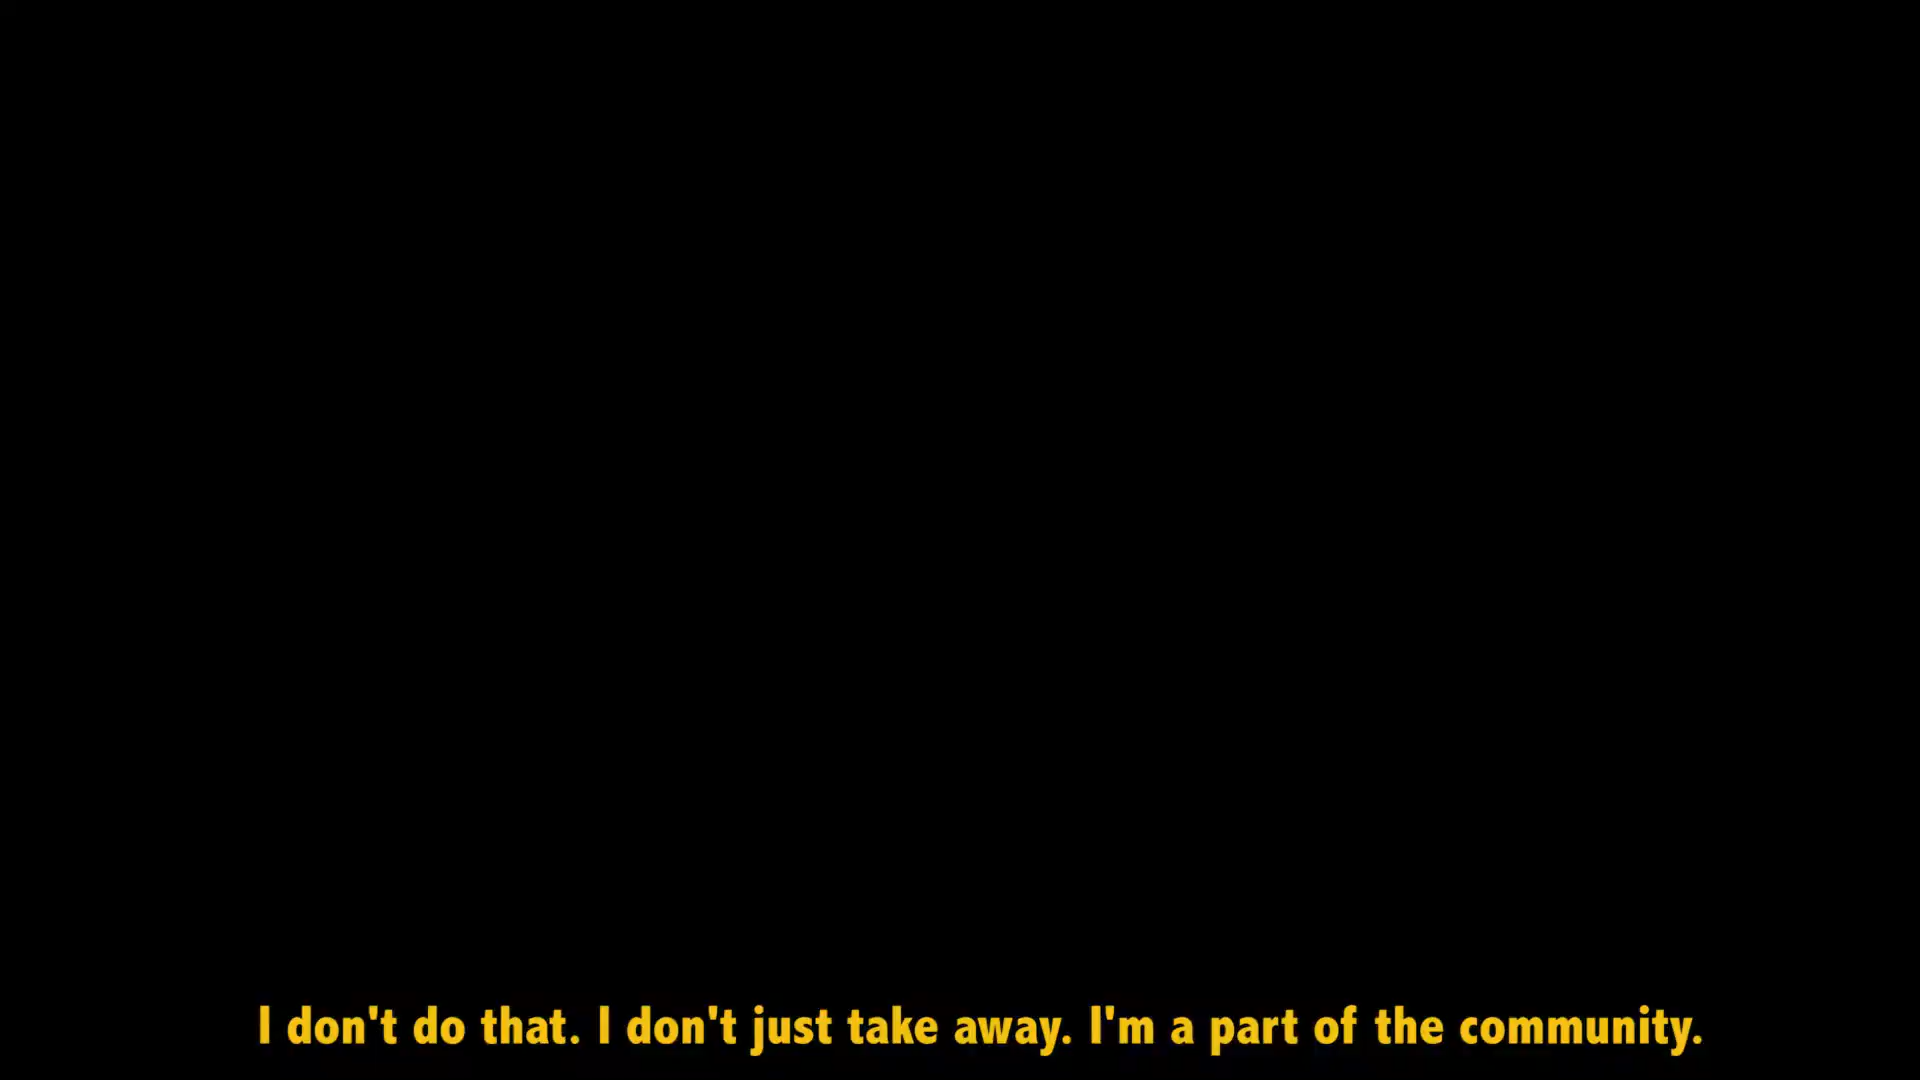 I don't do that. I don't just take away. I'm a part of the community.